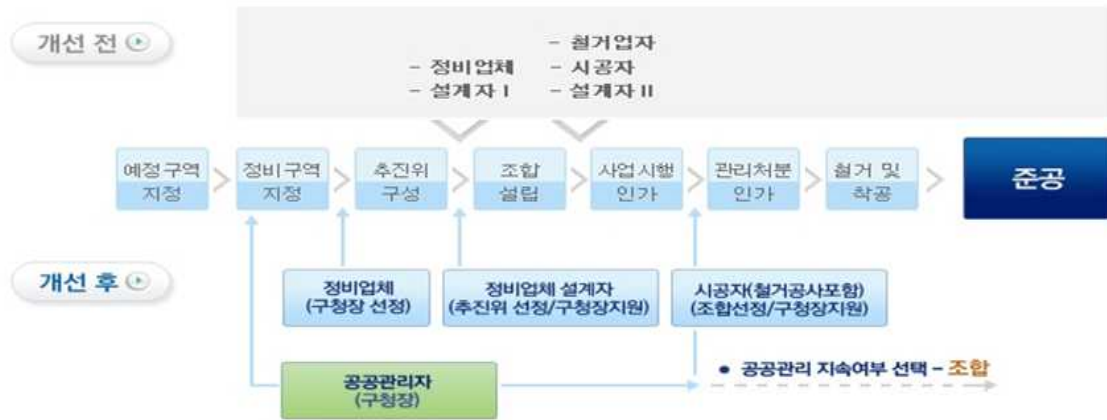 개선 전
- 철거업자
- 정비업체 - 시공자
- 설계자 I - 설계자 II
예정구역 정비구역 추진위 조합 사업시행 관리처분 철거 및 준공
지정 지정 구성 설립 인가 인가 착공
개선 후
정비업체 정비업체 설계자 시공자(철거공사포함)
(구청장 선정) (추진위 선정/구청장지원) (조합선정/구청장지원)
• 공공관리 지속여부 선택 - 조합
공공관리자
(구청장)